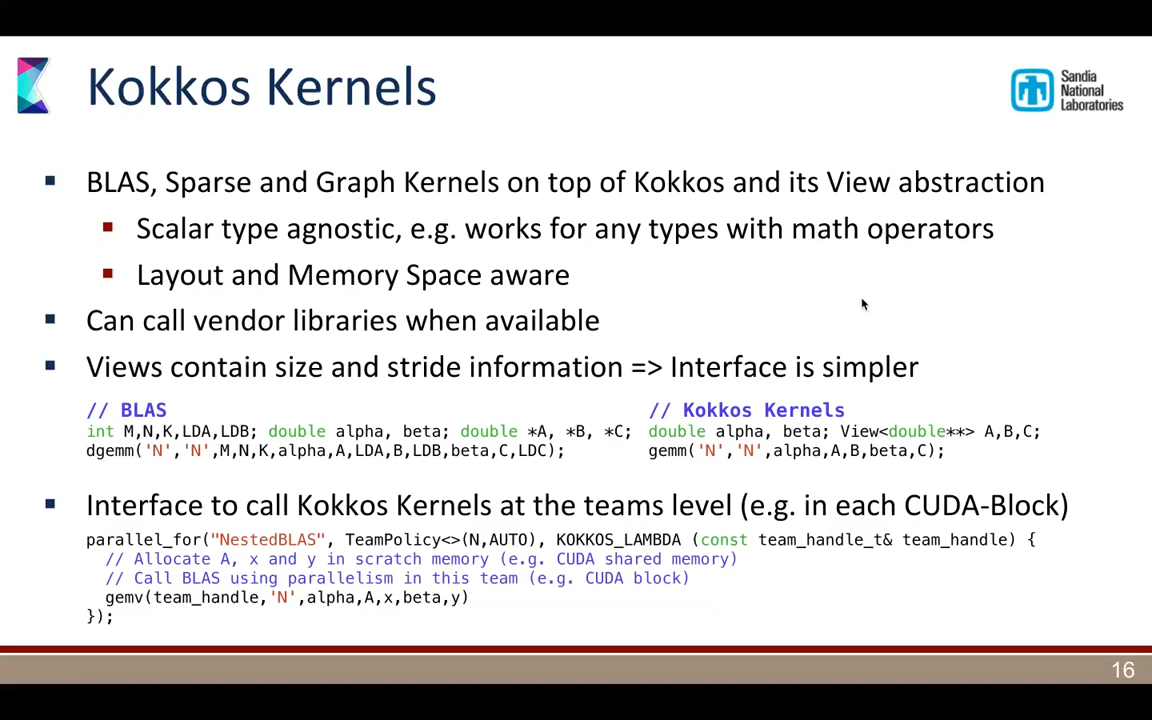 Kokkos Kernels
Sandia
National
Laboratories
▪ BLAS, Sparse and Graph Kernels on top of Kokkos and its View abstraction
▪ Scalar type agnostic, e.g. works for any types with math operators
▪ Layout and Memory Space aware
▪ Can call vendor libraries when available
▪ Views contain size and stride information => Interface is simpler
// BLAS
int M,N,K,LDA,LDB; double alpha, beta; double *A, *B, *C;
dgemm('N','N',M,N,K,alpha,A,LDA,B,LDB,beta,C,LDC);
// Kokkos Kernels
double alpha, beta; View<double**> A,B,C;
gemm('N','N',alpha,A,B,beta,C);
▪ Interface to call Kokkos Kernels at the teams level (e.g. in each CUDA-Block)
parallel_for("NestedBLAS", TeamPolicy<>(N,AUTO), KOKKOS_LAMBDA (const team_handle_t& team_handle) {
// Allocate A, x and y in scratch memory (e.g. CUDA shared memory)
// Call BLAS using parallelism in this team (e.g. CUDA block)
gemv(team_handle,'N',alpha,A,x,beta,y)
});
16